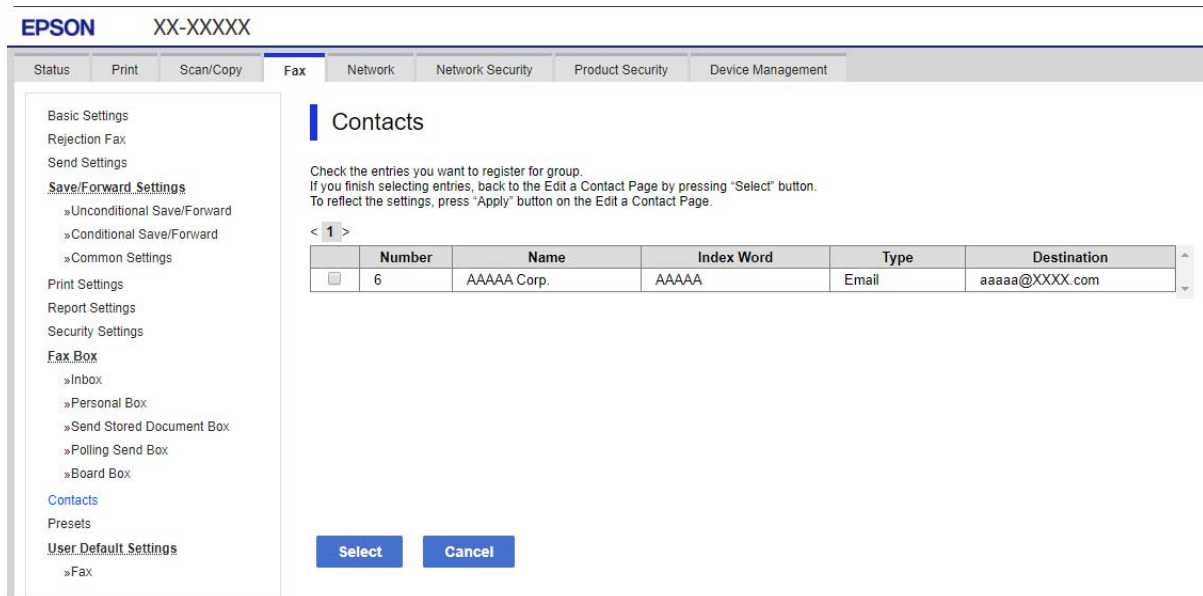 EPSON XX-XXXXX
Status Print Scan/Copy Fax Network Network Security Product Security Device Management
Basic Settings
Rejection Fax
Send Settings
Save/Forward Settings
»Unconditional Save/Forward
»Conditional Save/Forward
»Common Settings
Print Settings
Report Settings
Security Settings
Fax Box
»Inbox
»Personal Box
»Send Stored Document Box
»Polling Send Box
»Board Box
Contacts
Presets
User Default Settings
»Fax
Contacts
Check the entries you want to register for group.
If you finish selecting entries, back to the Edit a Contact Page by pressing “Select” button.
To reflect the settings, press “Apply” button on the Edit a Contact Page.
< 1 >
Number Name Index Word Type Destination
6 AAAAA Corp. AAAAA Email aaaaa@XXXX.com
Select Cancel